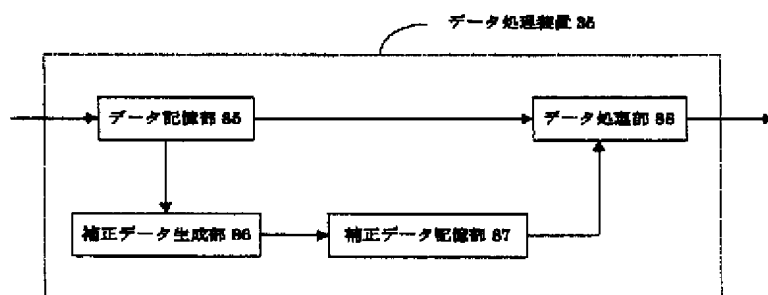 データ処理装置 35
データ記憶部 85
データ処理部 88
補正データ生成部 86
補正データ記憶部 87